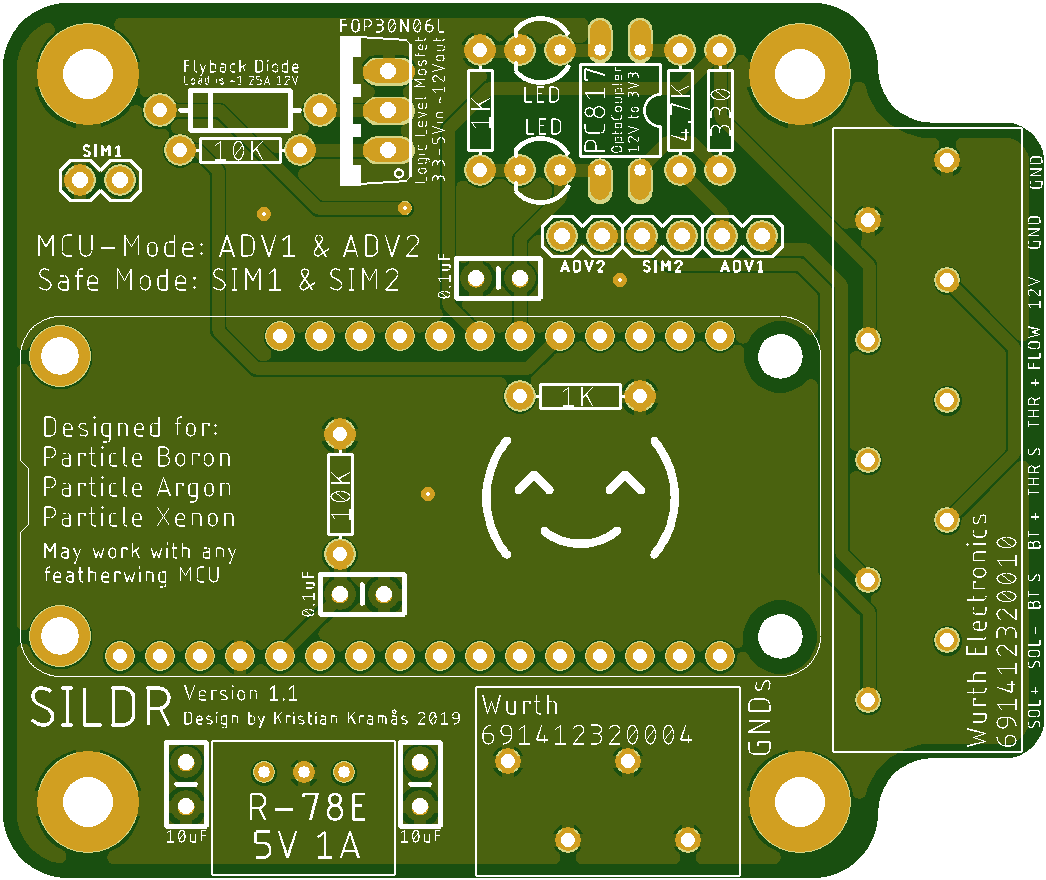 FQP30N06L
Flyback Diode
Load is ~1.25A 12V
Logic Level Mosfet
3.3-5Vin ~12Vout
10K
SIM1
1K
LED
LED
PC817
OptoCoupler
12V to 3V3
4.7K
330
ADV2
SIM2
ADV1
MCU-Mode: ADV1 & ADV2
Safe Mode: SIM1 & SIM2
0.1uF
1K
Designed for:
Particle Boron
Particle Argon
Particle Xenon
May work with any
featherwing MCU
10K
0.1uF
SOL+ SOL- BT S BT + THR S THR + FLOW 12V GND GND
Wurth Electronics
691412320010
SILDR
Version 1.1
Design by Kristian Kramås 2019
Wurth
691412320004
GNDs
R-78E
5V 1A
10uF
10uF